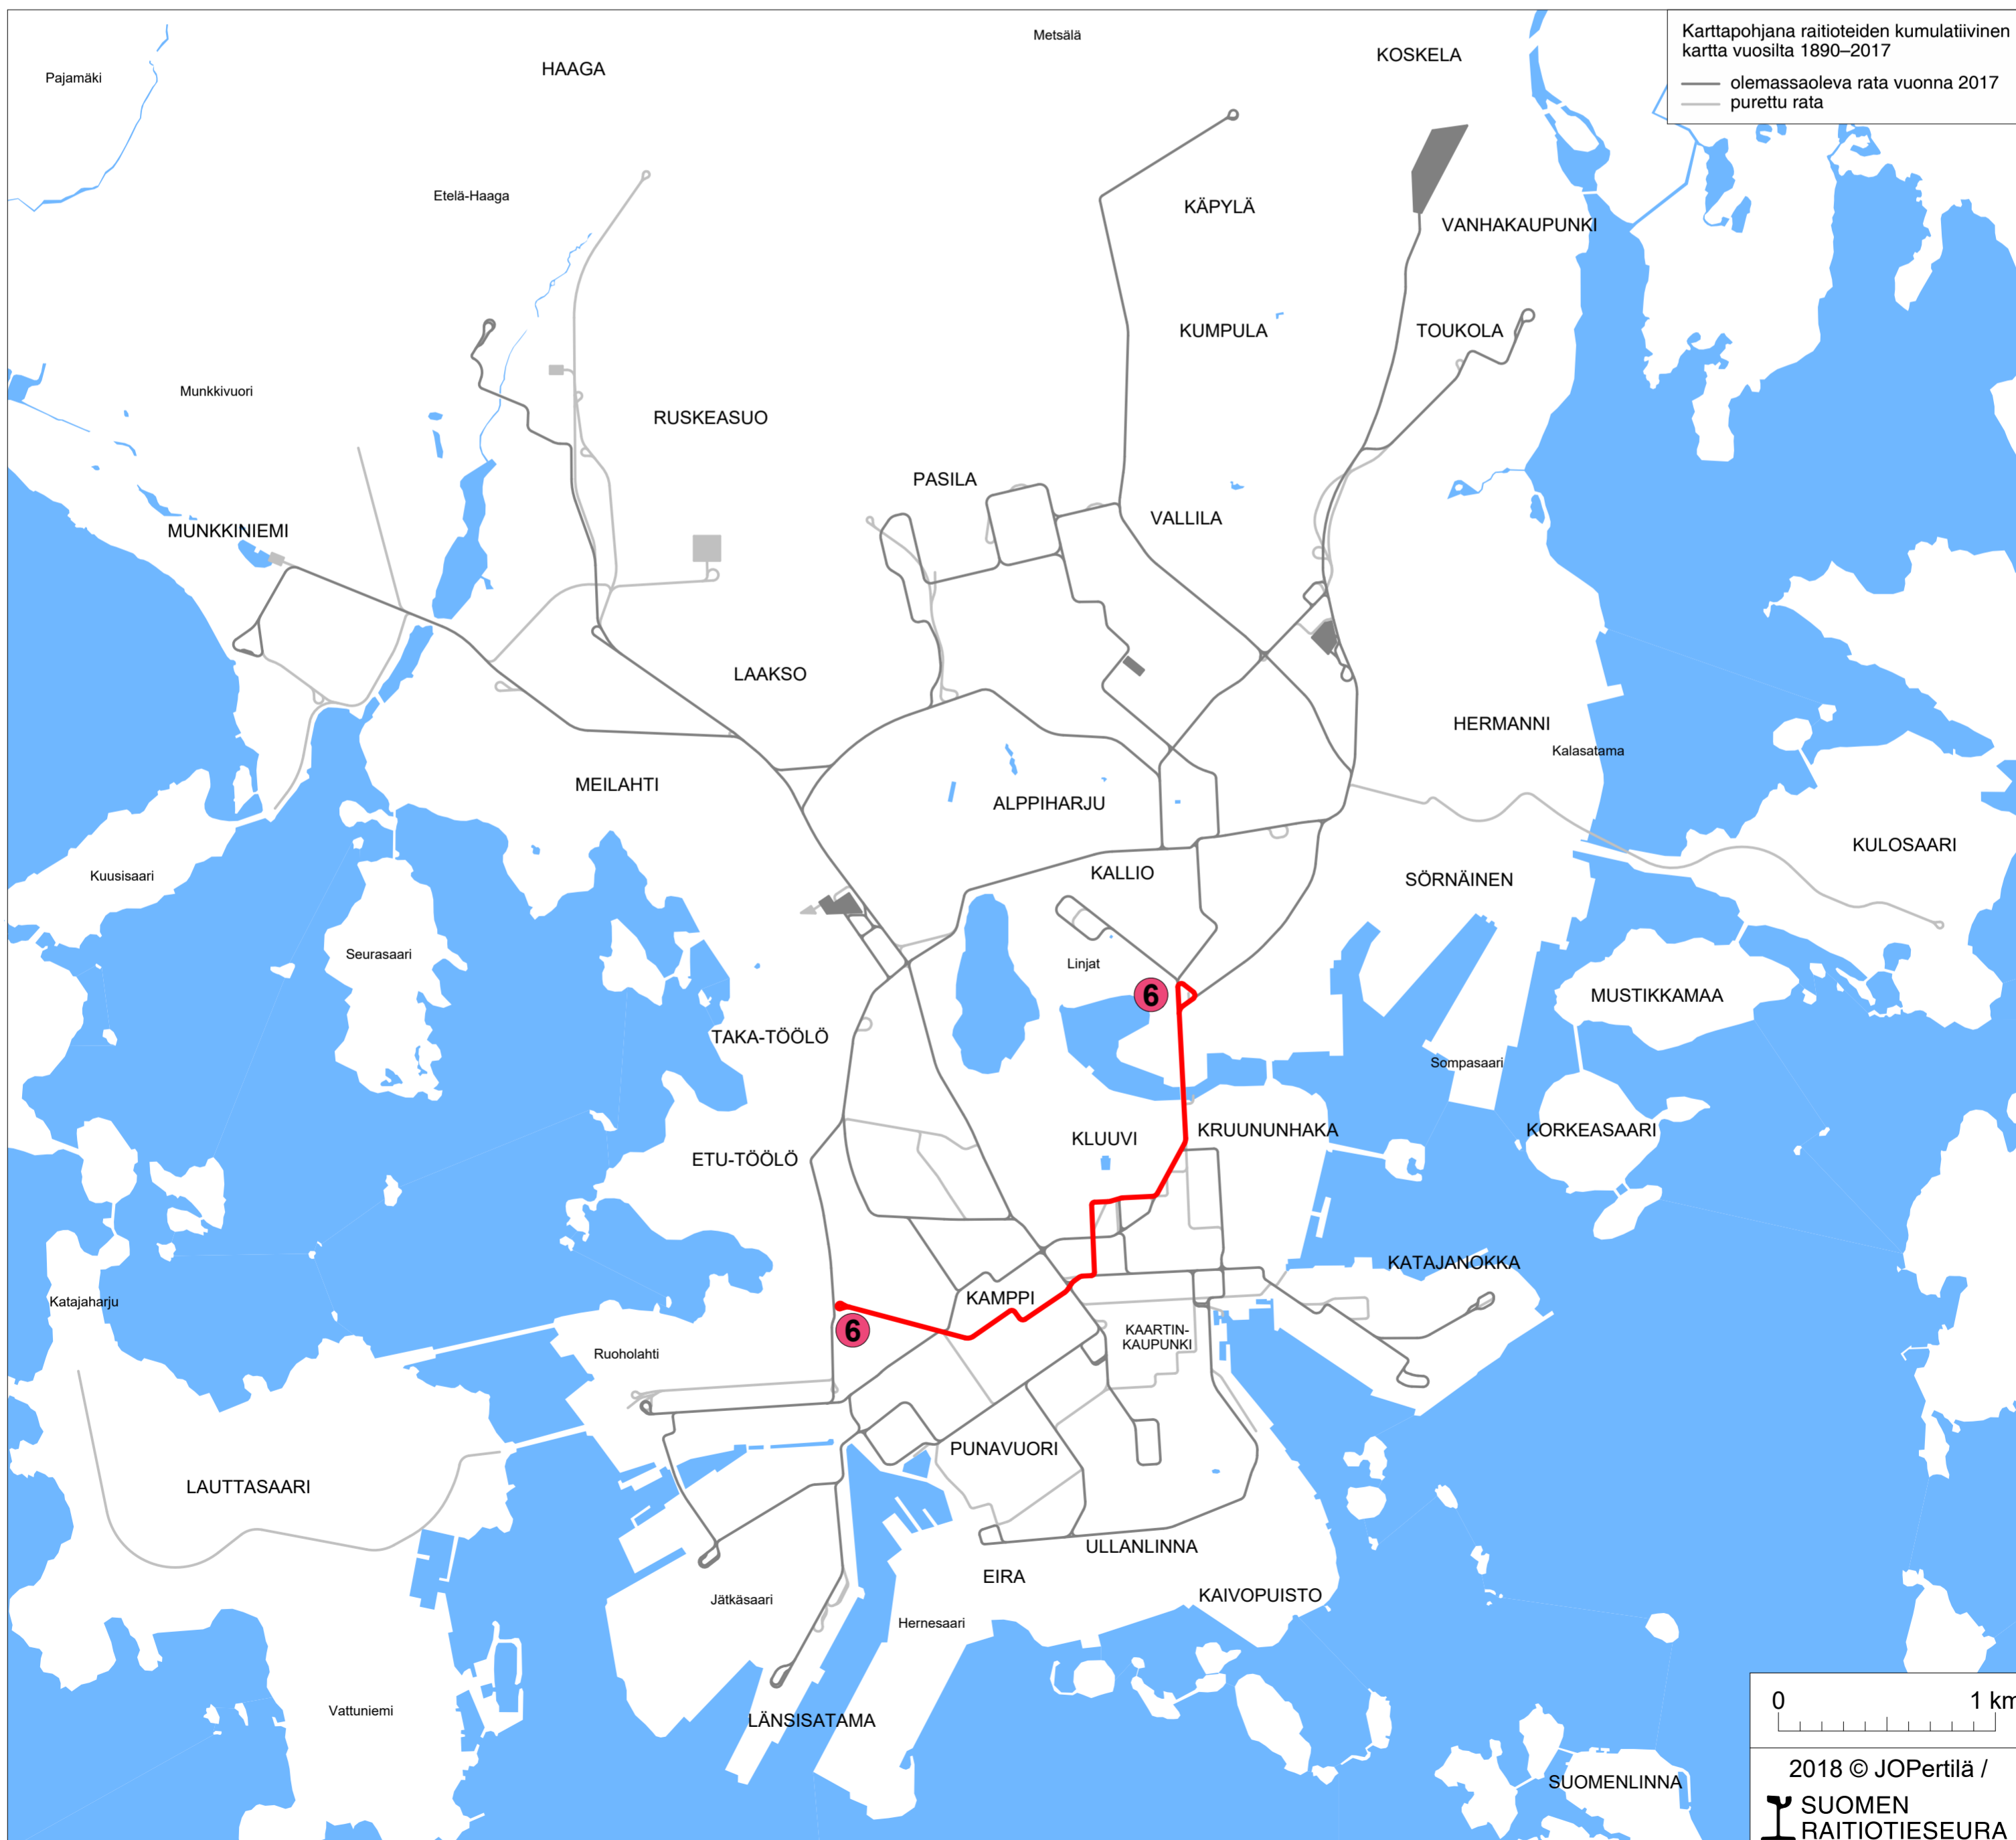 Karttapohjana raitioteiden kumulatiivinen
kartta vuosilta 1890–2017
olemassaoleva rata vuonna 2017
purettu rata
Metsälä
KOSKELA
HAAGA
Pajamäki
Etelä-Haaga
KÄPYLÄ
VANHAKAUPUNKI
KUMPULA
TOUKOLA
Munkkivuori
RUSKEASUO
PASILA
VALLILA
MUNKKINIEMI
LAAKSO
HERMANNI
Kalasatama
MEILAHTI
ALPPIHARJU
KULOSAARI
Kuusisaari
KALLIO
SÖRNÄINEN
Seurasaari
Linjat
6
MUSTIKKAMAA
TAKA-TÖÖLÖ
Sompasaari
KLUUVI
KRUUNUNHAKA
KORKEASAARI
ETU-TÖÖLÖ
KATAJANOKKA
Katajaharju
KAMPPI
6
KAARTIN-
KAUPUNKI
Ruoholahti
PUNAVUORI
LAUTTASAARI
ULLANLINNA
EIRA
KAIVOPUISTO
Jätkäsaari
Hernesaari
Vattuniemi
LÄNSISATAMA
SUOMENLINNA
0 1 km
2018 © JOPertilä /
SUOMEN
RAITIOTIESEURA